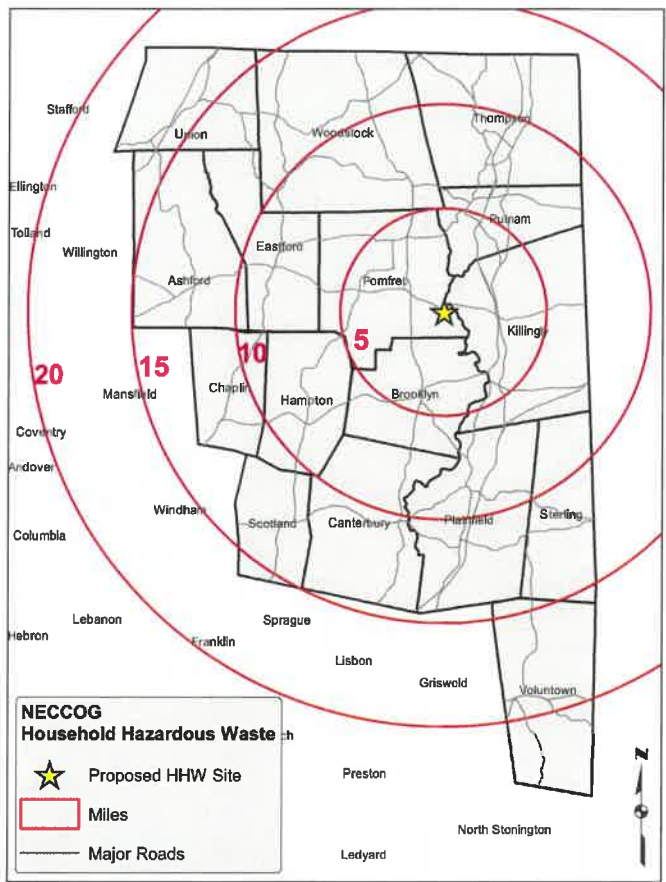 Stafford
Union
Woodstock
Thompson
Ellington
Tolland
Willington
Ashford
Eastford
Pomfret
Putnam
Killingly
5
10
15
20
Mansfield
Chaplin
Hampton
Brooklyn
Coventry
Andover
Columbia
Windham
Scotland
Canterbury
Plainfield
Sterling
Hebron
Lebanon
Franklin
Sprague
Lisbon
Griswold
Voluntown
NECCOG
Household Hazardous Waste
ch
Proposed HHW Site
Miles
Major Roads
Preston
North Stonington
Ledyard
N